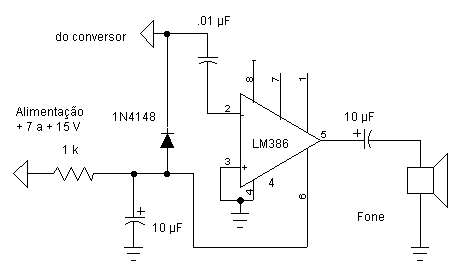 .01 µF
do conversor
8
7
1
Alimentação
+ 7 a + 15 V
1N4148
2
-
10 µF
LM386
5
+
1 k
3
+
4
4
6
+
10 µF
Fone